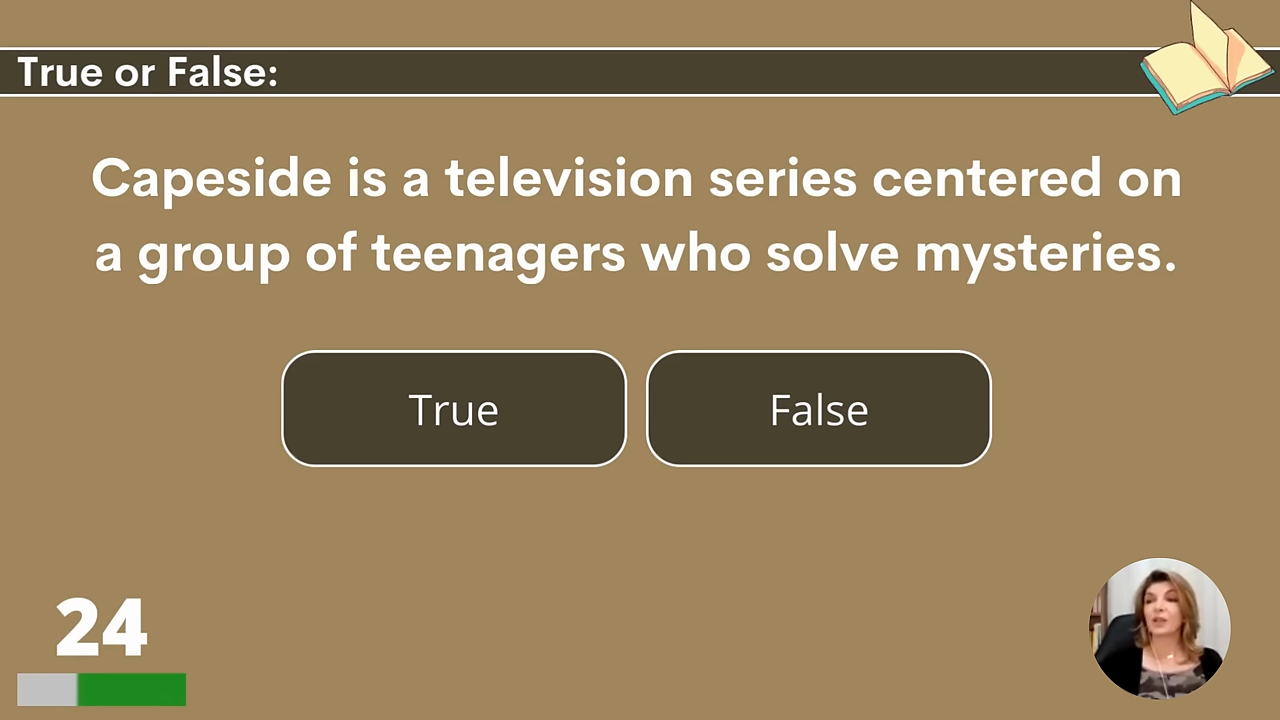 True or False:
Capeside is a television series centered on
a group of teenagers who solve mysteries.
True
False
24